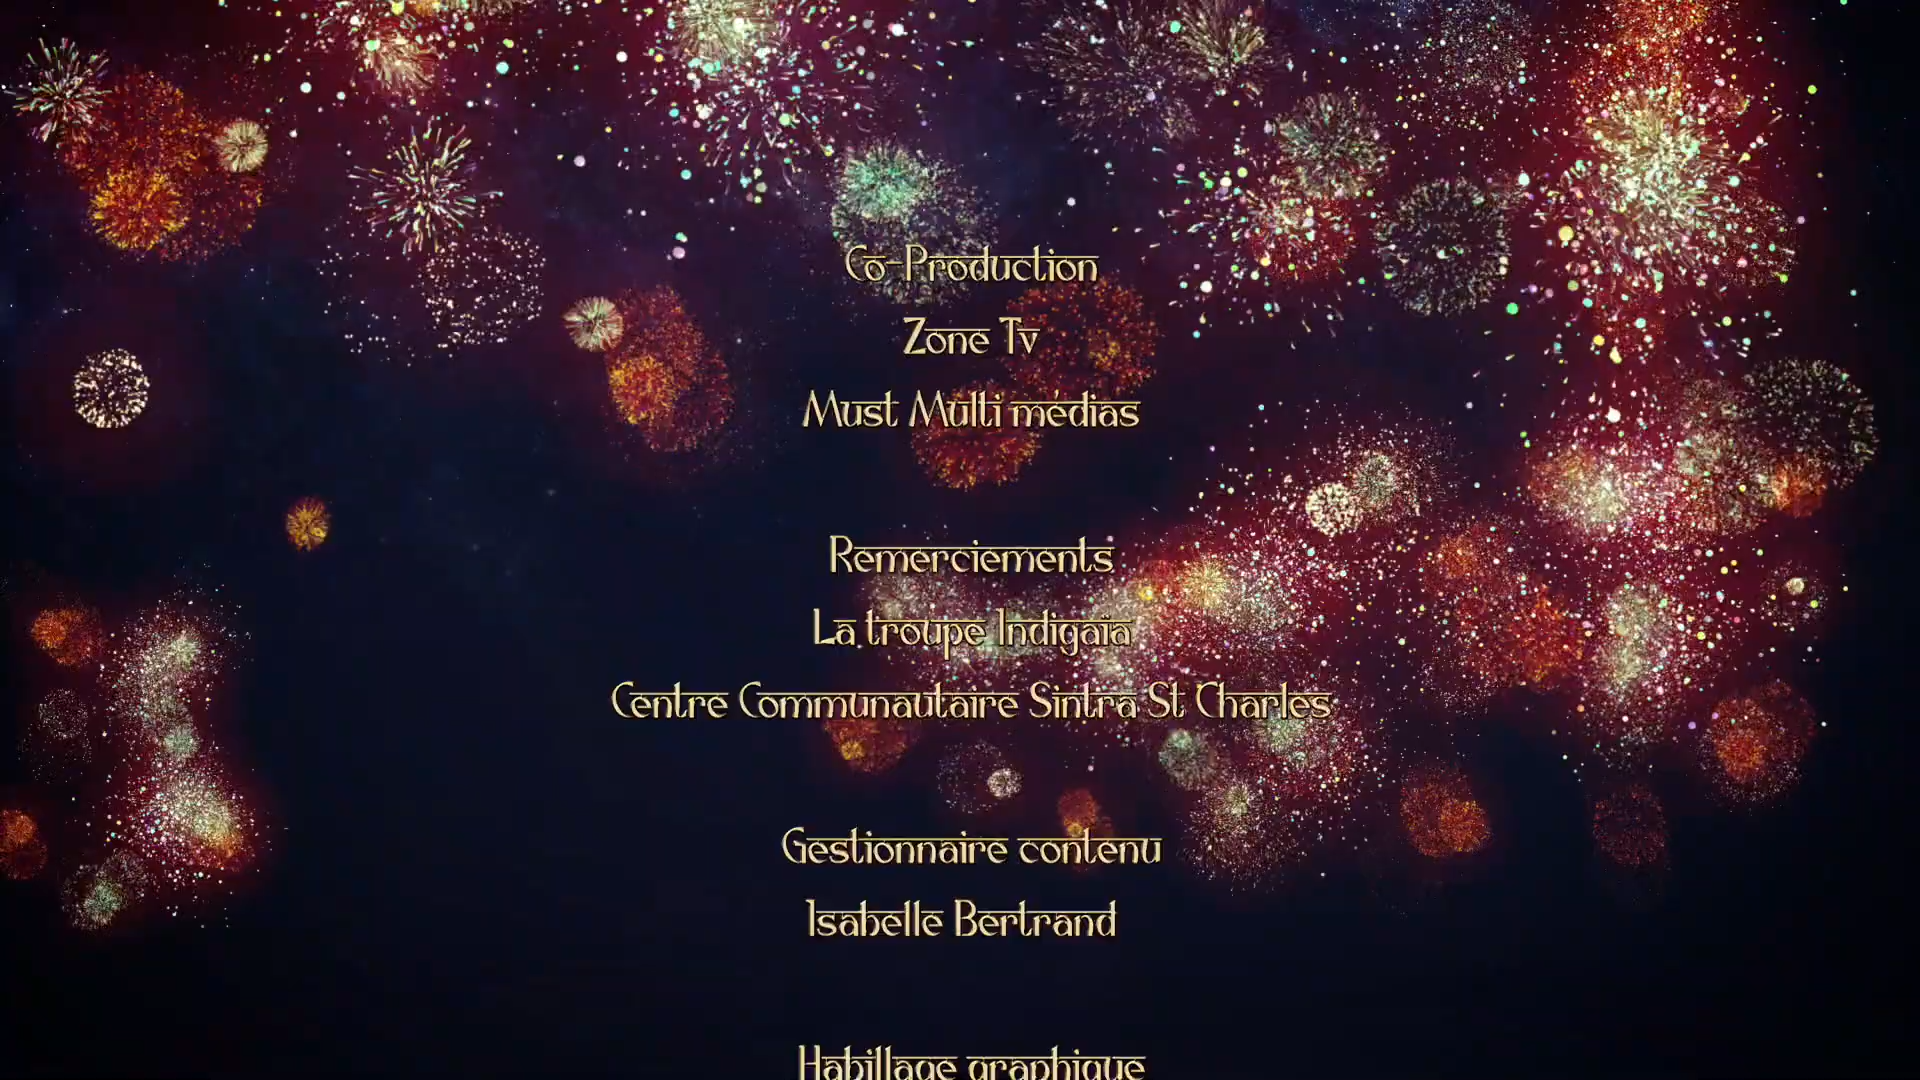 Co-Production
Zone Tv
Must Multi médias
Remerciements
La troupe Indigaïa
Centre Communautaire Sintra St Charles
Gestionnaire contenu
Isabelle Bertrand
Habillage graphique